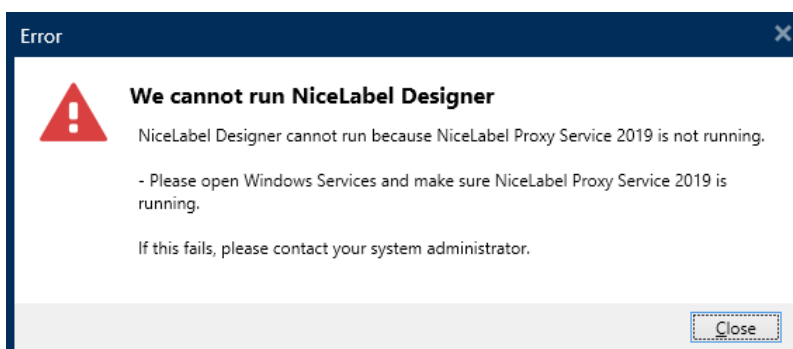 Error
We cannot run NiceLabel Designer
NiceLabel Designer cannot run because NiceLabel Proxy Service 2019 is not running.
- Please open Windows Services and make sure NiceLabel Proxy Service 2019 is
running.
If this fails, please contact your system administrator.
Close